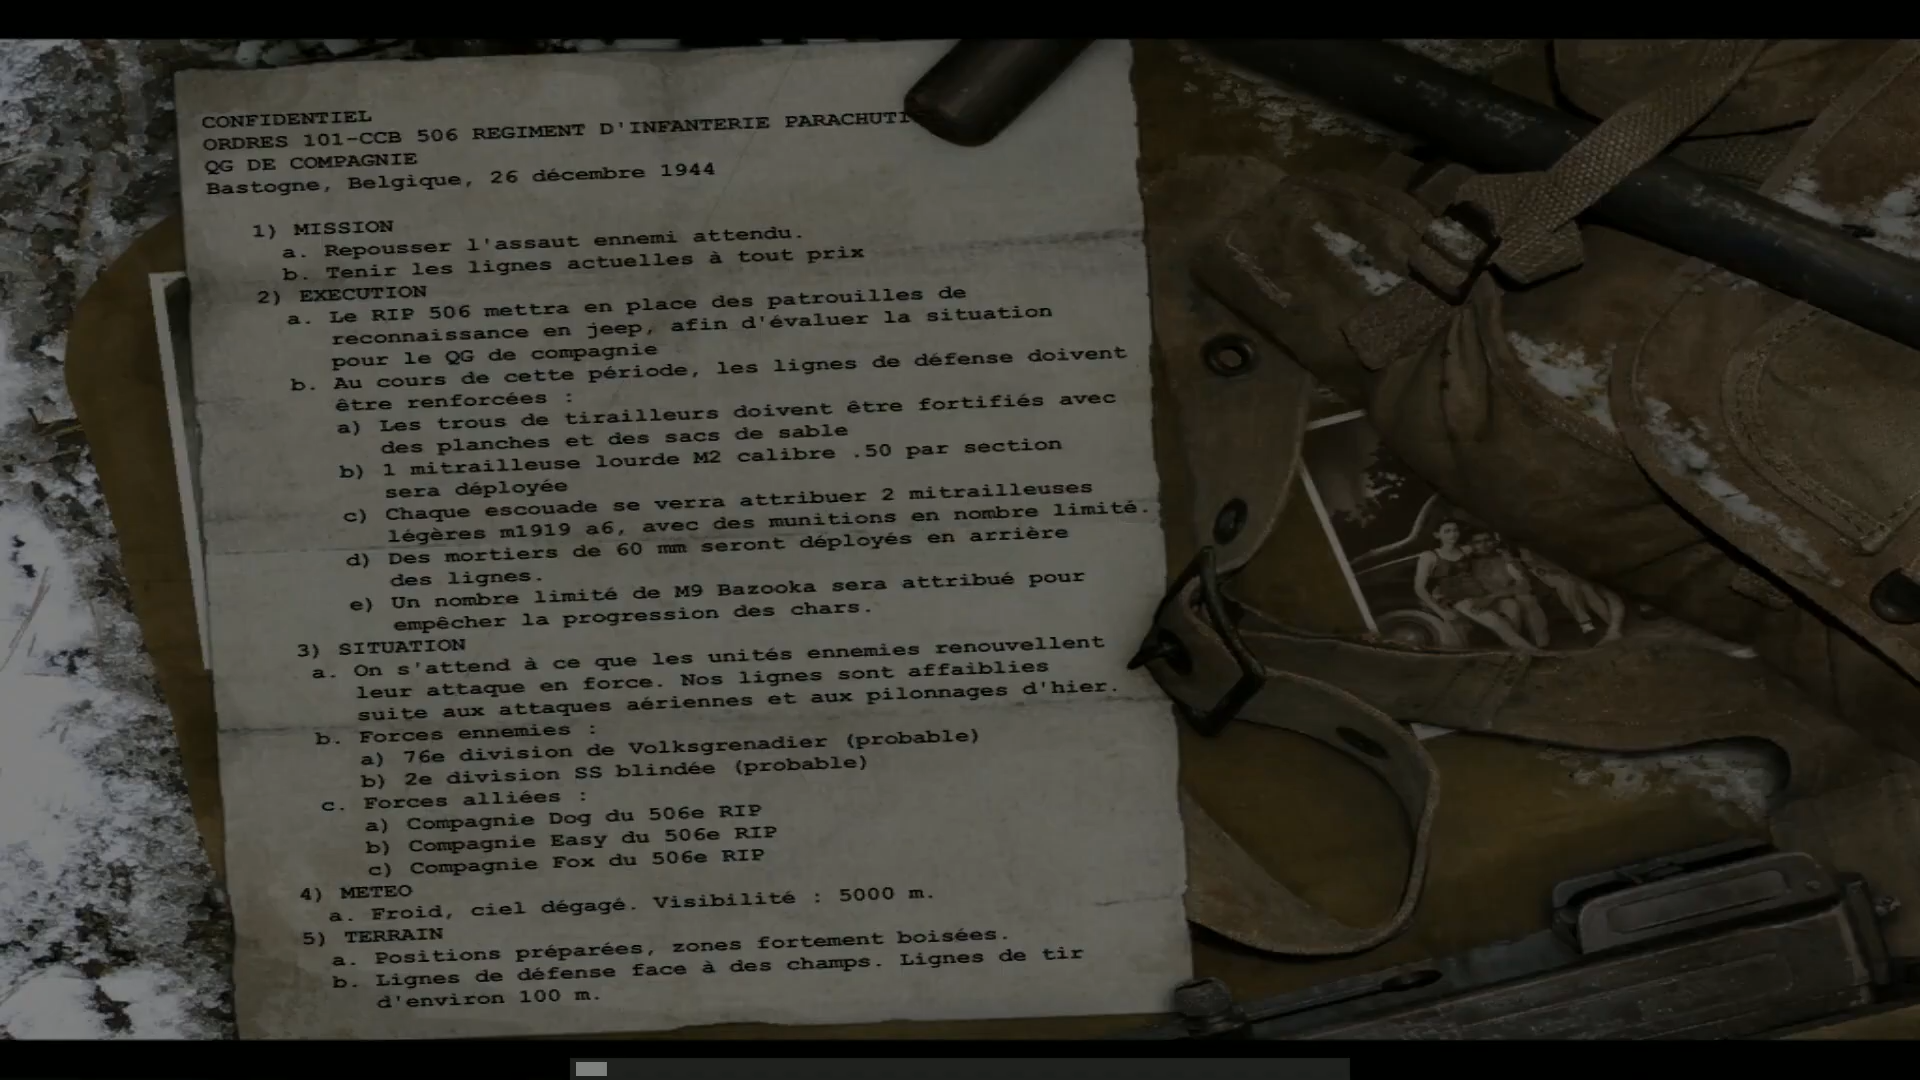 CONFIDENTIEL
ORDRES 101-CCB 506 REGIMENT D'INFANTERIE
QG DE COMPAGNIE
Bastogne, Belgique, 26 décembre 1944
1) MISSION
a. Repousser l'assaut ennemi attendu.
b. Tenir les lignes actuelles à tout prix
2) EXECUTION
a. Le RIP 506 mettra en place des patrouilles de
reconnaissance en jeep, afin d'évaluer la situation
pour le QG de compagnie
b. Au cours de cette période, les lignes de défense doivent
être renforcées :
a) Les trous de tirailleurs doivent être fortifiés avec
des planches et des sacs de sable
b) 1 mitrailleuse lourde M2 calibre .50 par section
sera déployée
c) Chaque escouade se verra attribuer 2 mitrailleuses
légères m1919 a6, avec des munitions en nombre limité.
d) Des mortiers de 60 mm seront déployés en arrière
des lignes.
e) Un nombre limité de M9 Bazooka sera attribué pour
empêcher la progression des chars.
3) SITUATION
a. On s'attend à ce que les unités ennemies renouvellent
leur attaque en force. Nos lignes sont affaiblies
suite aux attaques aériennes et aux pilonnages d'hier.
b. Forces ennemies :
a) 76e division de Volksgrenadier (probable)
b) 2e division SS blindée (probable)
c. Forces alliées :
a) Compagnie Dog du 506e RIP
b) Compagnie Easy du 506e RIP
c) Compagnie Fox du 506e RIP
4) METEO
a. Froid, ciel dégagé. Visibilité : 5000 m.
5) TERRAIN
a. Positions préparées, zones fortement boisées.
b. Lignes de défense face à des champs. Lignes de tir
d'environ 100 m.